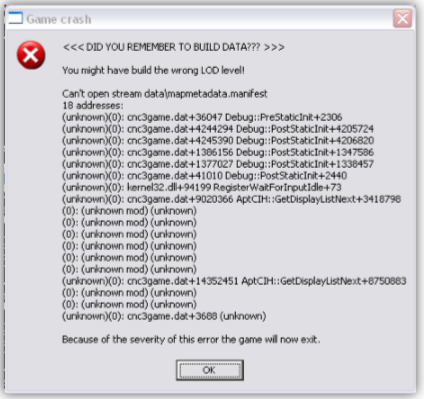 Game crash
<<< DID YOU REMEMBER TO BUILD DATA??? >>>
You might have build the wrong LOD level!
Can't open stream data\mapmetadata.manifest
18 addresses:
(unknown)(0): cnc3game.dat+36047 Debug::PreStaticInit+2306
(unknown)(0): cnc3game.dat+4244294 Debug::PostStaticInit+4205724
(unknown)(0): cnc3game.dat+4245390 Debug::PostStaticInit+4206820
(unknown)(0): cnc3game.dat+1386156 Debug::PostStaticInit+1347586
(unknown)(0): cnc3game.dat+1377027 Debug::PostStaticInit+1338457
(unknown)(0): cnc3game.dat+41010 Debug::PostStaticInit+2440
(unknown)(0): kernel32.dll+94199 RegisterWaitForInputIdle+73
(unknown)(0): cnc3game.dat+9020366 AptCIH::GetDisplayListNext+3418798
(0): (unknown mod) (unknown)
(0): (unknown mod) (unknown)
(0): (unknown mod) (unknown)
(0): (unknown mod) (unknown)
(0): (unknown mod) (unknown)
(0): (unknown mod) (unknown)
(unknown)(0): cnc3game.dat+14352451 AptCIH::GetDisplayListNext+8750883
(0): (unknown mod) (unknown)
(0): (unknown mod) (unknown)
(unknown)(0): cnc3game.dat+3688 (unknown)
Because of the severity of this error the game will now exit.
OK